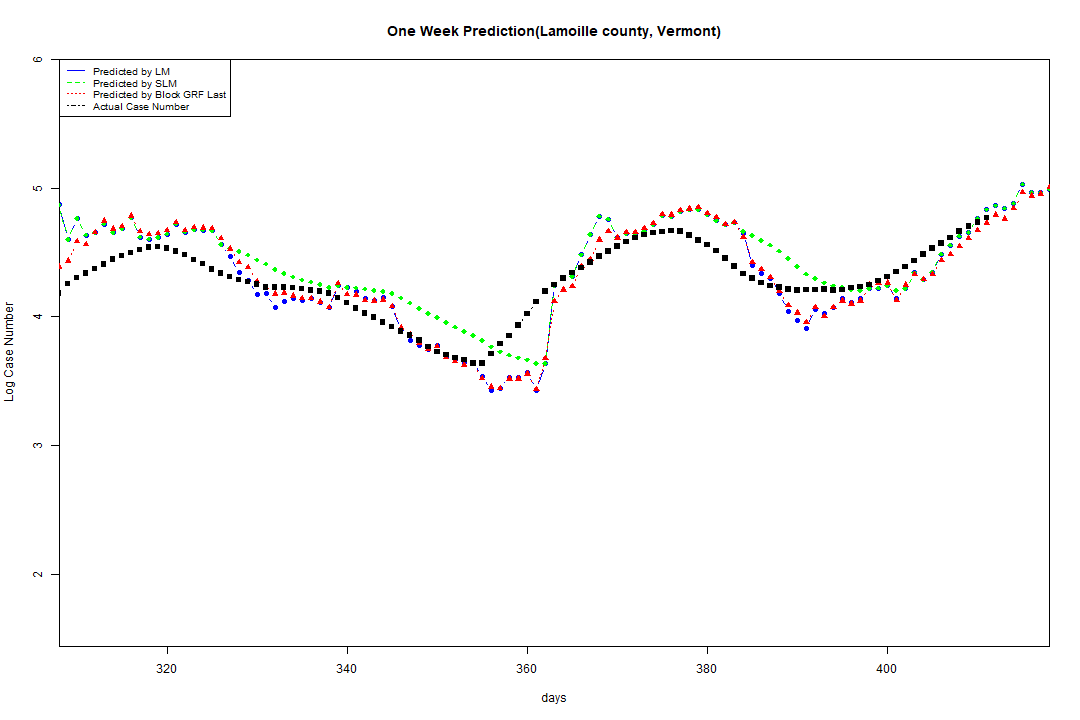 One Week Prediction(Lamoille county, Vermont)
Predicted by LM
Predicted by SLM
Predicted by Block GRF Last
Actual Case Number
6
5
4
3
2
Log Case Number
320 340 360 380 400
days